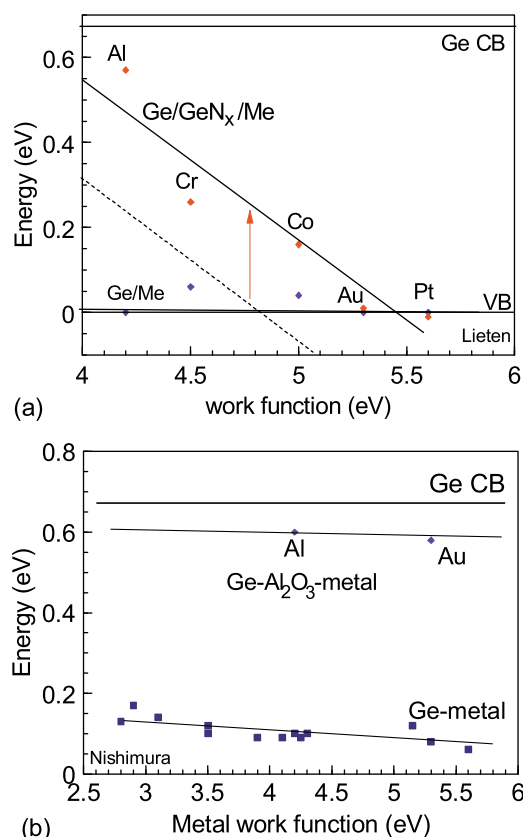 0.6
0.4
0.2
0
Energy (eV)
Al
Ge CB
Ge/GeNx/Me
Cr
Co
Ge/Me
Au
Pt
VB
Lieten
4 4.5 5 5.5 6
(a) work function (eV)
0.8
0.6
0.4
0.2
0
Energy (eV)
Ge CB
Al
Au
Ge-Al2O3-metal
Ge-metal
Nishimura
2.5 3 3.5 4 4.5 5 5.5 6
(b) Metal work function (eV)